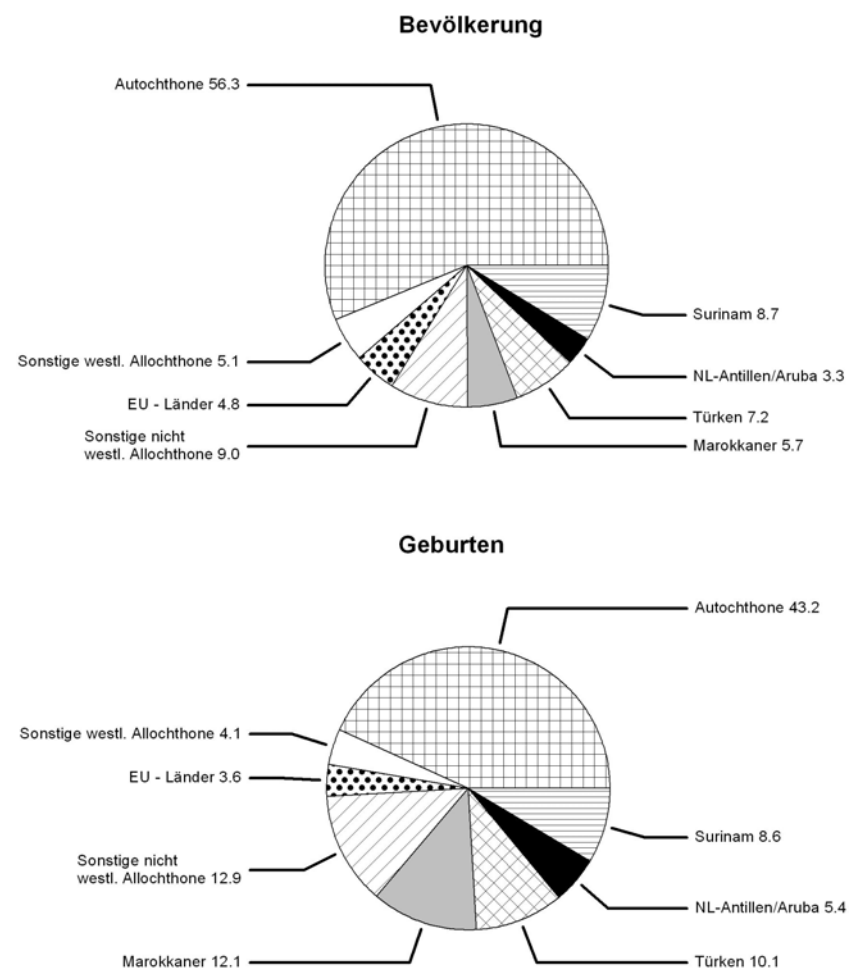 Bevölkerung
Autochthone 56.3
Surinam 8.7
Sonstige westl. Allochthone 5.1
NL-Antillen/Aruba 3.3
EU - Länder 4.8
Türken 7.2
Sonstige nicht
westl. Allochthone 9.0
Marokkaner 5.7
Geburten
Autochthone 43.2
Sonstige westl. Allochthone 4.1
EU - Länder 3.6
Surinam 8.6
Sonstige nicht
westl. Allochthone 12.9
NL-Antillen/Aruba 5.4
Marokkaner 12.1
Türken 10.1